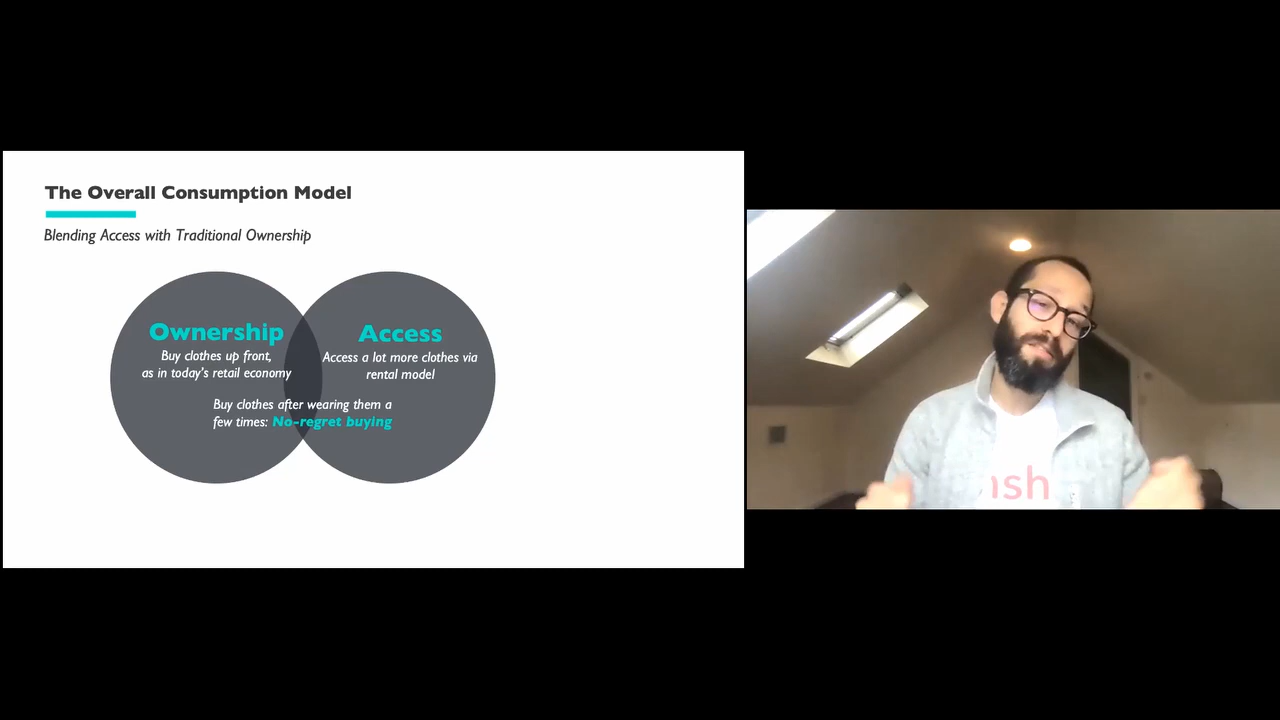 The Overall Consumption Model
Blending Access with Traditional Ownership
Ownership
Buy clothes up front,
as in today's retail economy
Access
Access a lot more clothes via
rental model
Buy clothes after wearing them a
few times: No-regret buying